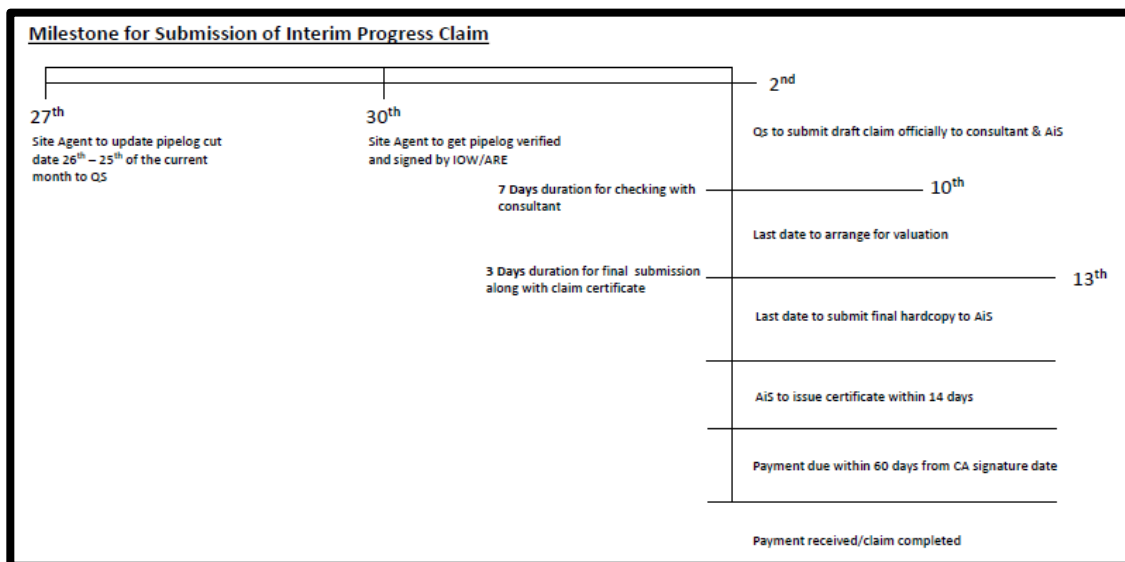 Milestone for Submission of Interim Progress Claim
2nd
27th
30th
Site Agent to update pipelog cut
date 26th – 25th of the current
month to QS
Site Agent to get pipelog verified
and signed by IOW/ARE
Qs to submit draft claim officially to consultant & AiS
7 Days duration for checking with
consultant
10th
Last date to arrange for valuation
3 Days duration for final submission
along with claim certificate
13th
Last date to submit final hardcopy to AiS
AiS to issue certificate within 14 days
Payment due within 60 days from CA signature date
Payment received/claim completed